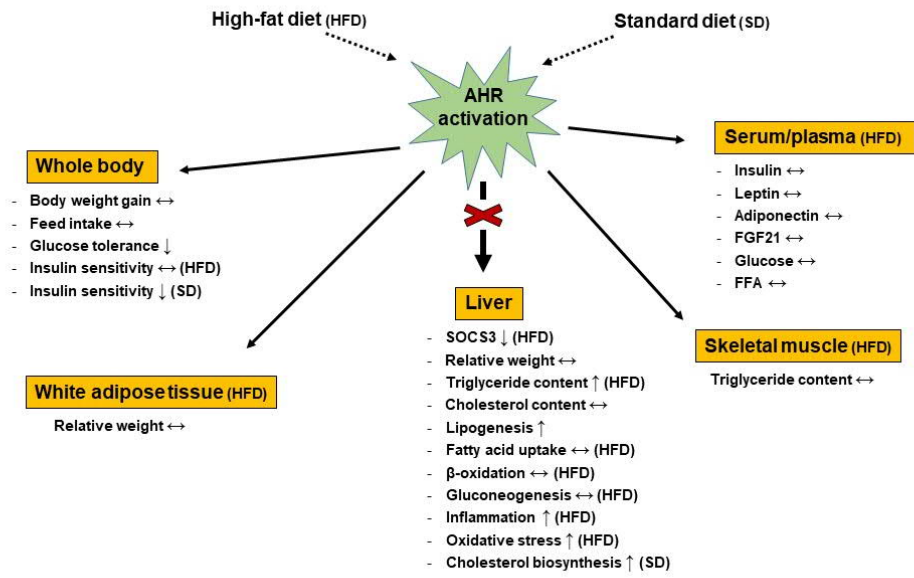 High-fat diet (HFD)
Standard diet (SD)
AHR
activation
Whole body
- Body weight gain ↔
- Feed intake ↔
- Glucose tolerance ↓
- Insulin sensitivity ↔ (HFD)
- Insulin sensitivity ↓ (SD)
Serum/plasma (HFD)
- Insulin ↔
- Leptin ↔
- Adiponectin ↔
- FGF21 ↔
- Glucose ↔
- FFA ↔
Liver
- SOCS3 ↓ (HFD)
- Relative weight ↔
- Triglyceride content ↑ (HFD)
- Cholesterol content ↔
- Lipogenesis ↑
- Fatty acid uptake ↔ (HFD)
- β-oxidation ↔ (HFD)
- Gluconeogenesis ↔ (HFD)
- Inflammation ↑ (HFD)
- Oxidative stress ↑ (HFD)
- Cholesterol biosynthesis ↑ (SD)
Skeletal muscle (HFD)
Triglyceride content ↔
White adipose tissue (HFD)
Relative weight ↔